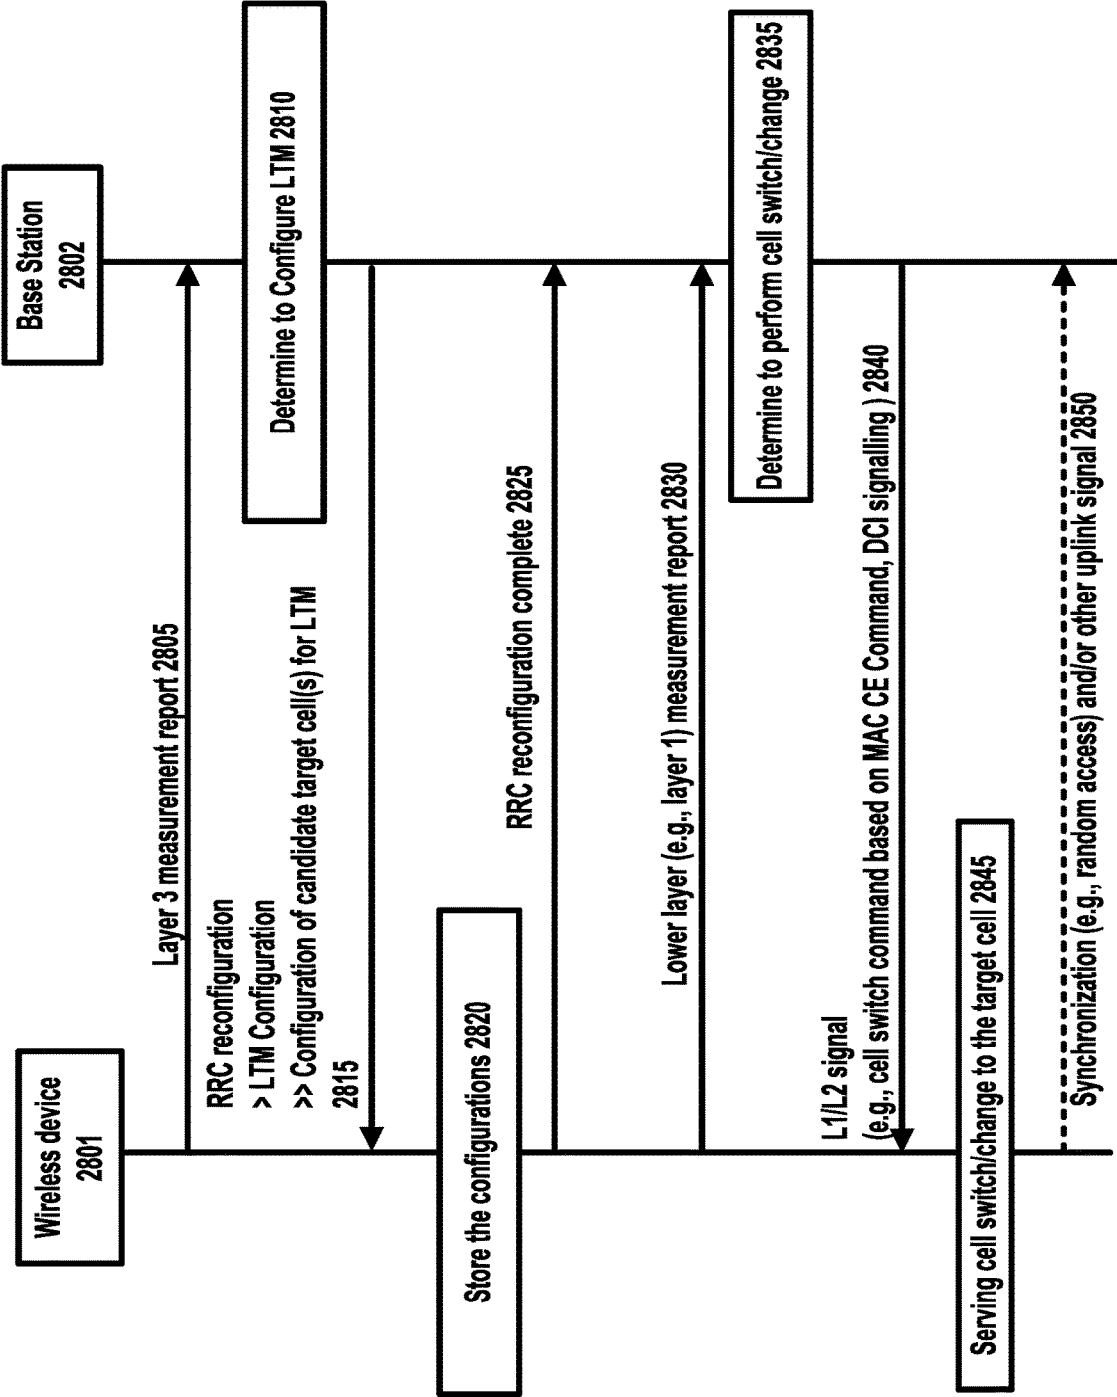 Wireless device
2801
Base Station
2802
Layer 3 measurement report 2805
Determine to Configure LTM 2810
RRC reconfiguration
> LTM Configuration
>> Configuration of candidate target cell(s) for LTM
2815
Store the configurations 2820
RRC reconfiguration complete 2825
Lower layer (e.g., layer 1) measurement report 2830
Determine to perform cell switch/change 2835
L1/L2 signal
(e.g., cell switch command based on MAC CE Command, DCI signalling ) 2840
Serving cell switch/change to the target cell 2845
Synchronization (e.g., random access) and/or other uplink signal 2850